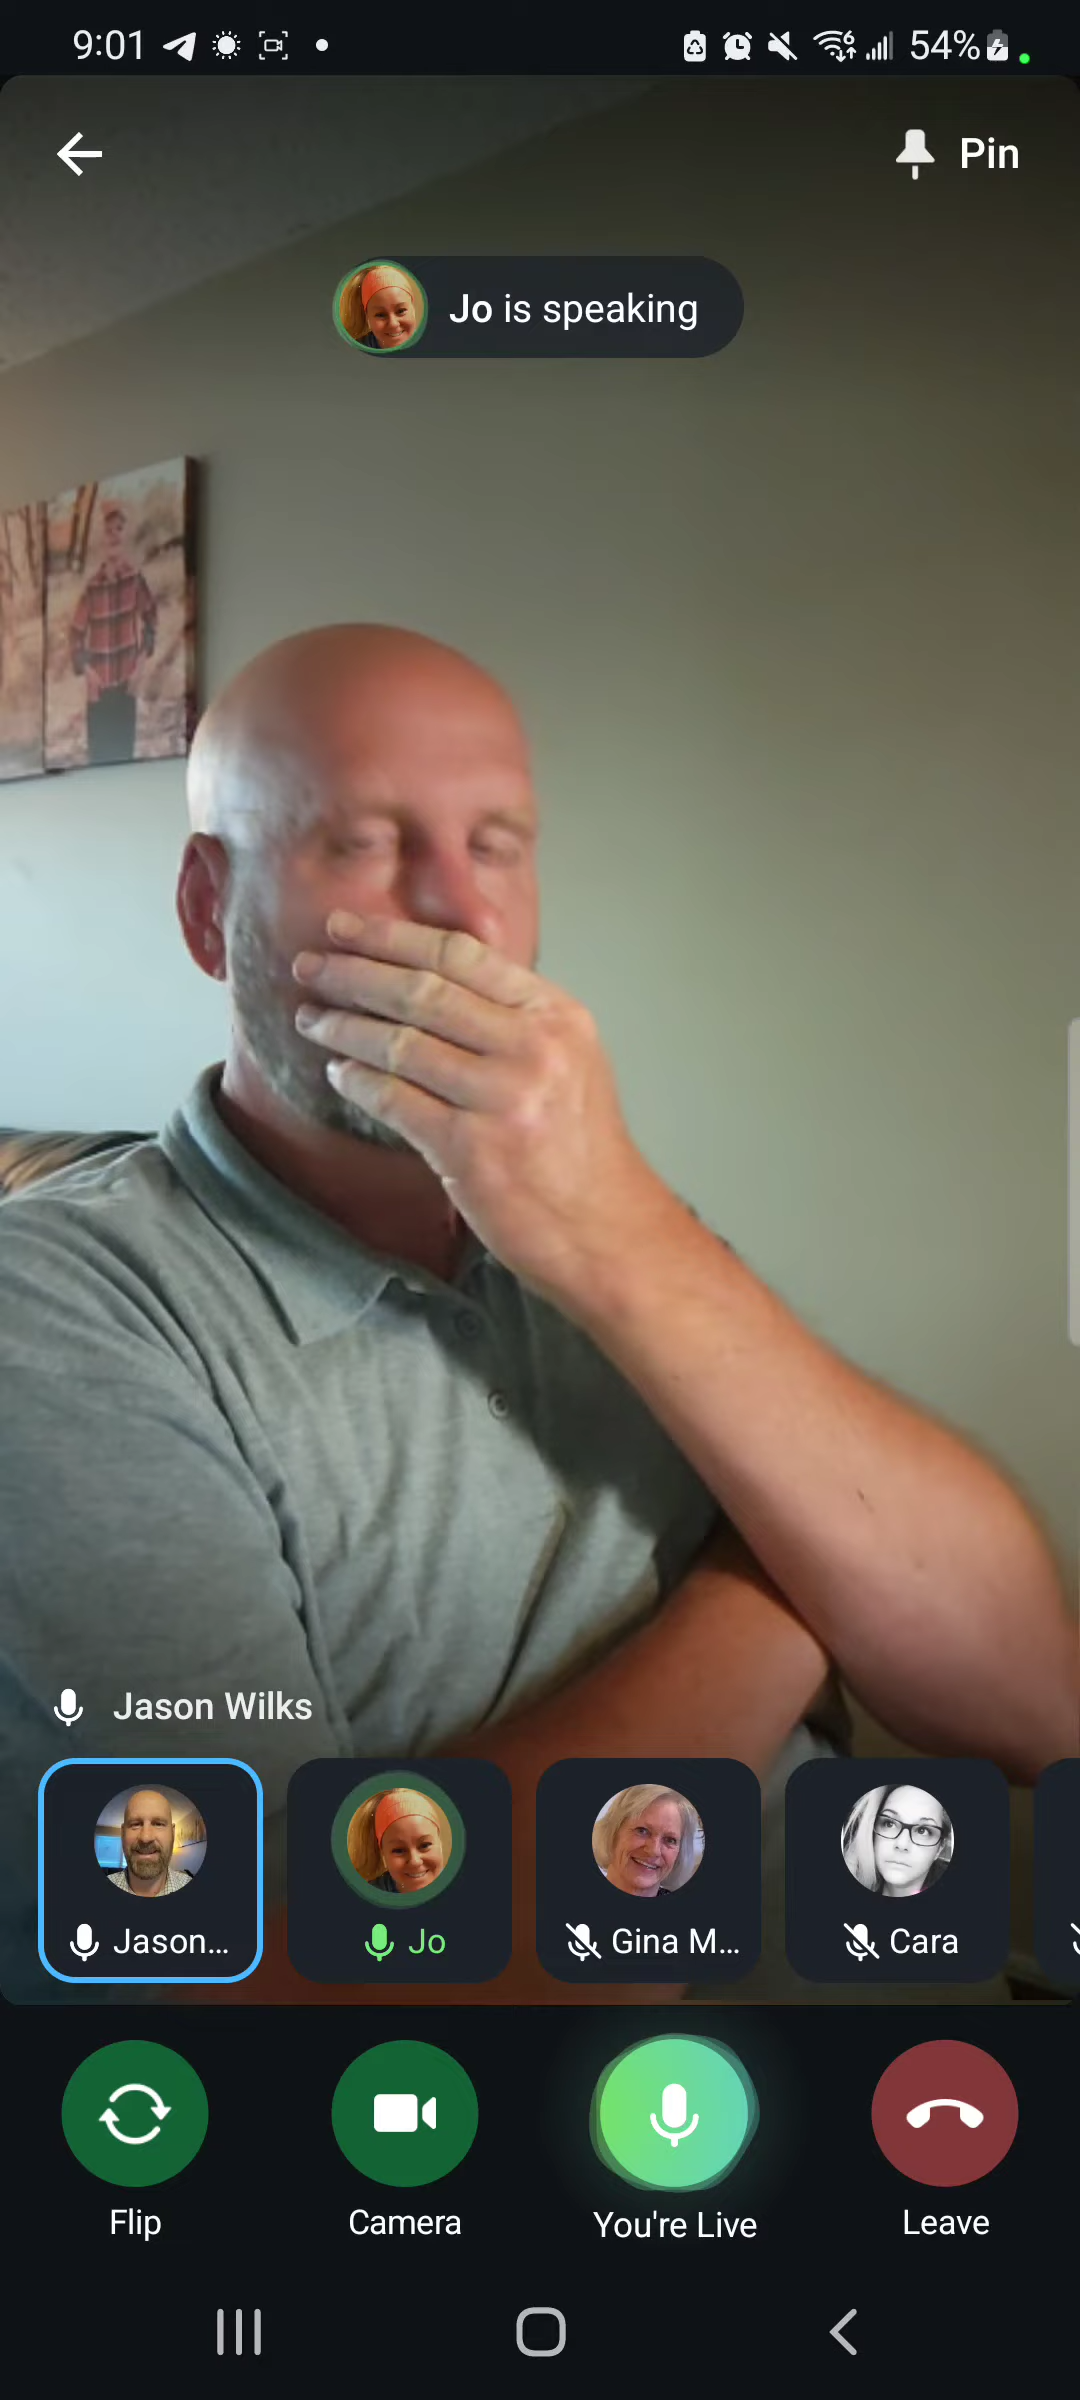 9:01 54%
Pin
Jo is speaking
Jason Wilks
Jason...
Jo
Gina M...
Cara
Flip
Camera
You're Live
Leave